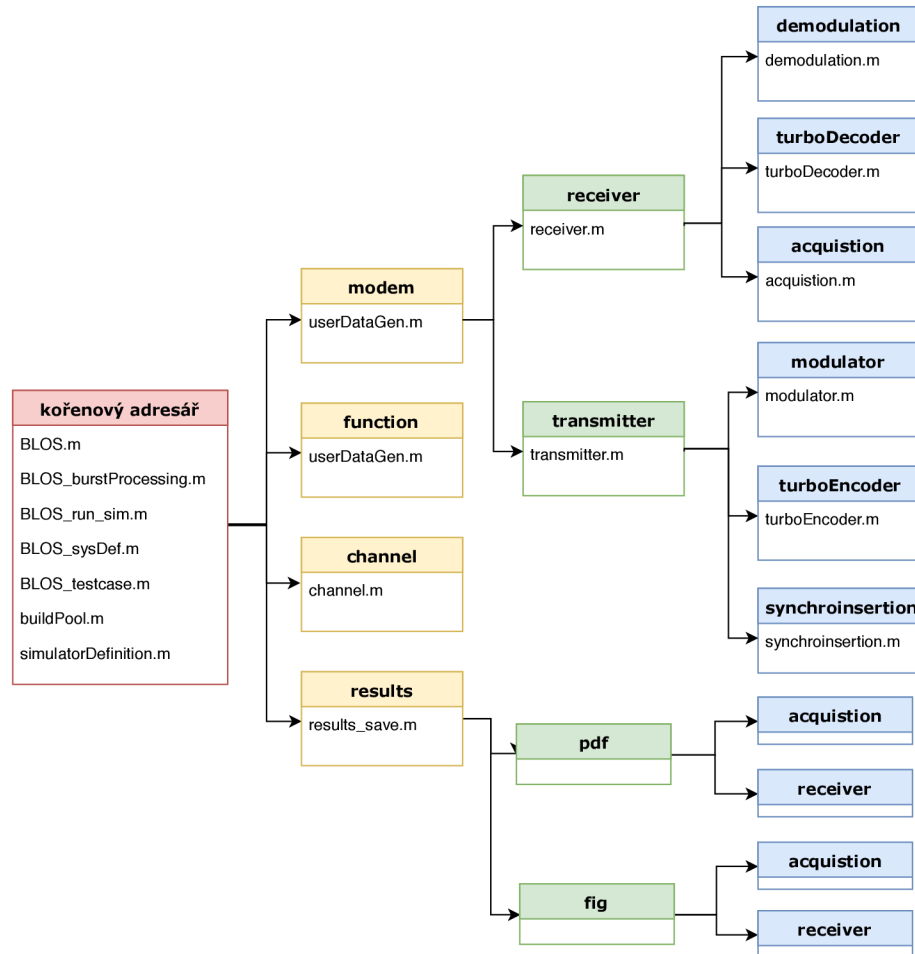 demodulation
demodulation.m
turboDecoder
turboDecoder.m
receiver
receiver.m
acquistion
acquistion.m
modem
userDataGen.m
modulator
modulator.m
kořenový adresář
BLOS.m
BLOS_burstProcessing.m
BLOS_run_sim.m
BLOS_sysDef.m
BLOS_testcase.m
buildPool.m
simulatorDefinition.m
function
userDataGen.m
transmitter
transmitter.m
turboEncoder
turboEncoder.m
channel
channel.m
synchroinsertion
synchroinsertion.m
results
results_save.m
pdf
acquistion
receiver
fig
acquistion
receiver